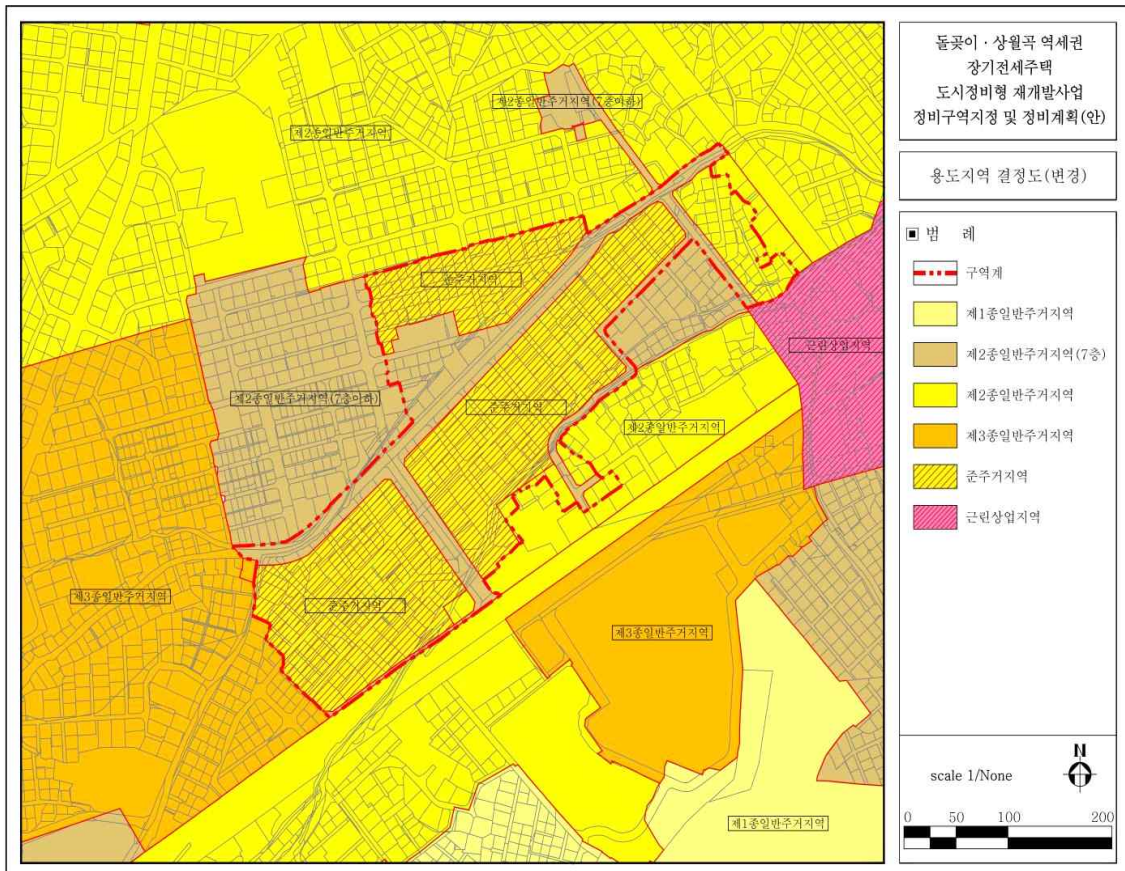 돌곶이 · 상월곡 역세권
장기전세주택
도시정비형 재개발사업
정비구역지정 및 정비계획(안)
용도지역 결정도(변경)
범 례
구역계
제1종일반주거지역
제2종일반주거지역(7층)
제2종일반주거지역
제3종일반주거지역
준주거지역
근린상업지역
scale 1/None
N
0 50 100 200
제2종일반주거지역(7층이하)
제2종일반주거지역
준주거지역
근린상업지역
제2종일반주거지역(7층이하)
준주거지역
제2종일반주거지역
제3종일반주거지역
준주거지역
제3종일반주거지역
제1종일반주거지역